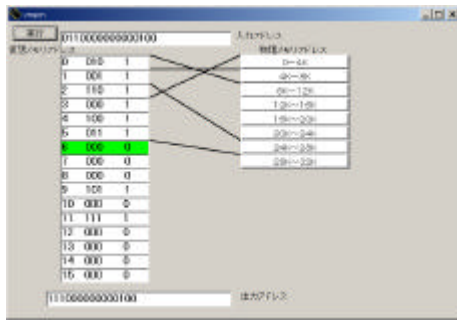 実行 0110000000000100 入力アドレス
仮想メモリアドレス 物理メモリアドレス
0 010 1 0~4K
1 001 1 4K~8K
2 110 1 8K~12K
3 000 1 12K~16K
4 100 1 16K~20K
5 011 1 20K~24K
6 000 0 24K~28K
7 000 0 28K~32K
8 000 0
9 101 1
10 000 0
11 111 1
12 000 0
13 000 0
14 000 0
15 000 0
111000000000100 出力アドレス